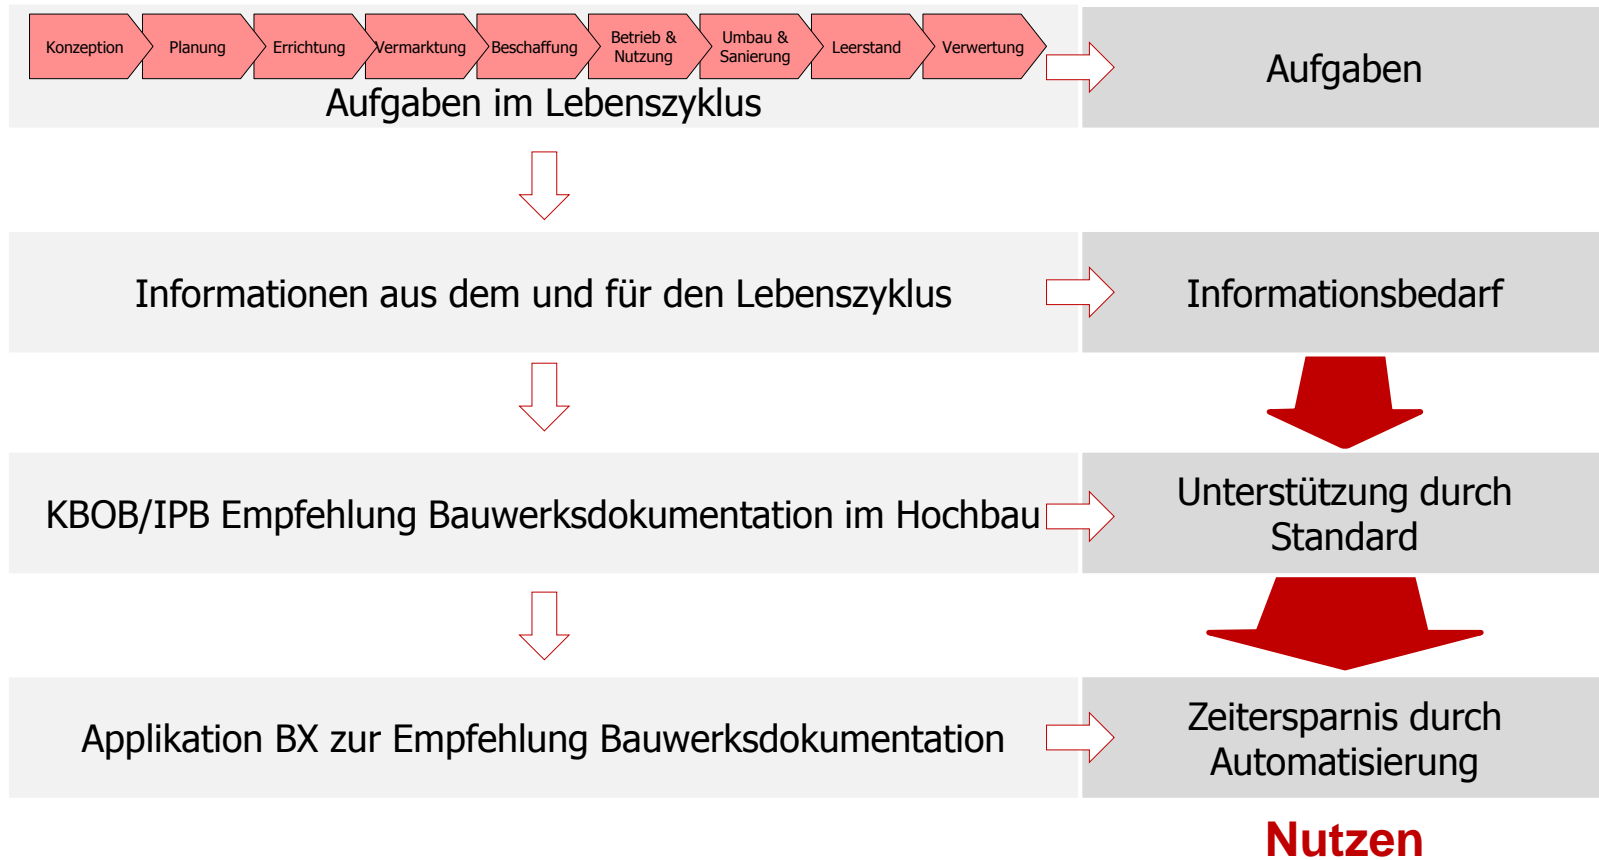 Konzeption
Planung
Errichtung
Vermarktung
Beschaffung
Betrieb &
Nutzung
Umbau &
Sanierung
Leerstand
Verwertung
Aufgaben im Lebenszyklus
Aufgaben
Informationen aus dem und für den Lebenszyklus
Informationsbedarf
KBOB/IPB Empfehlung Bauwerksdokumentation im Hochbau
Unterstützung durch
Standard
Applikation BX zur Empfehlung Bauwerksdokumentation
Zeitersparnis durch
Automatisierung
Nutzen